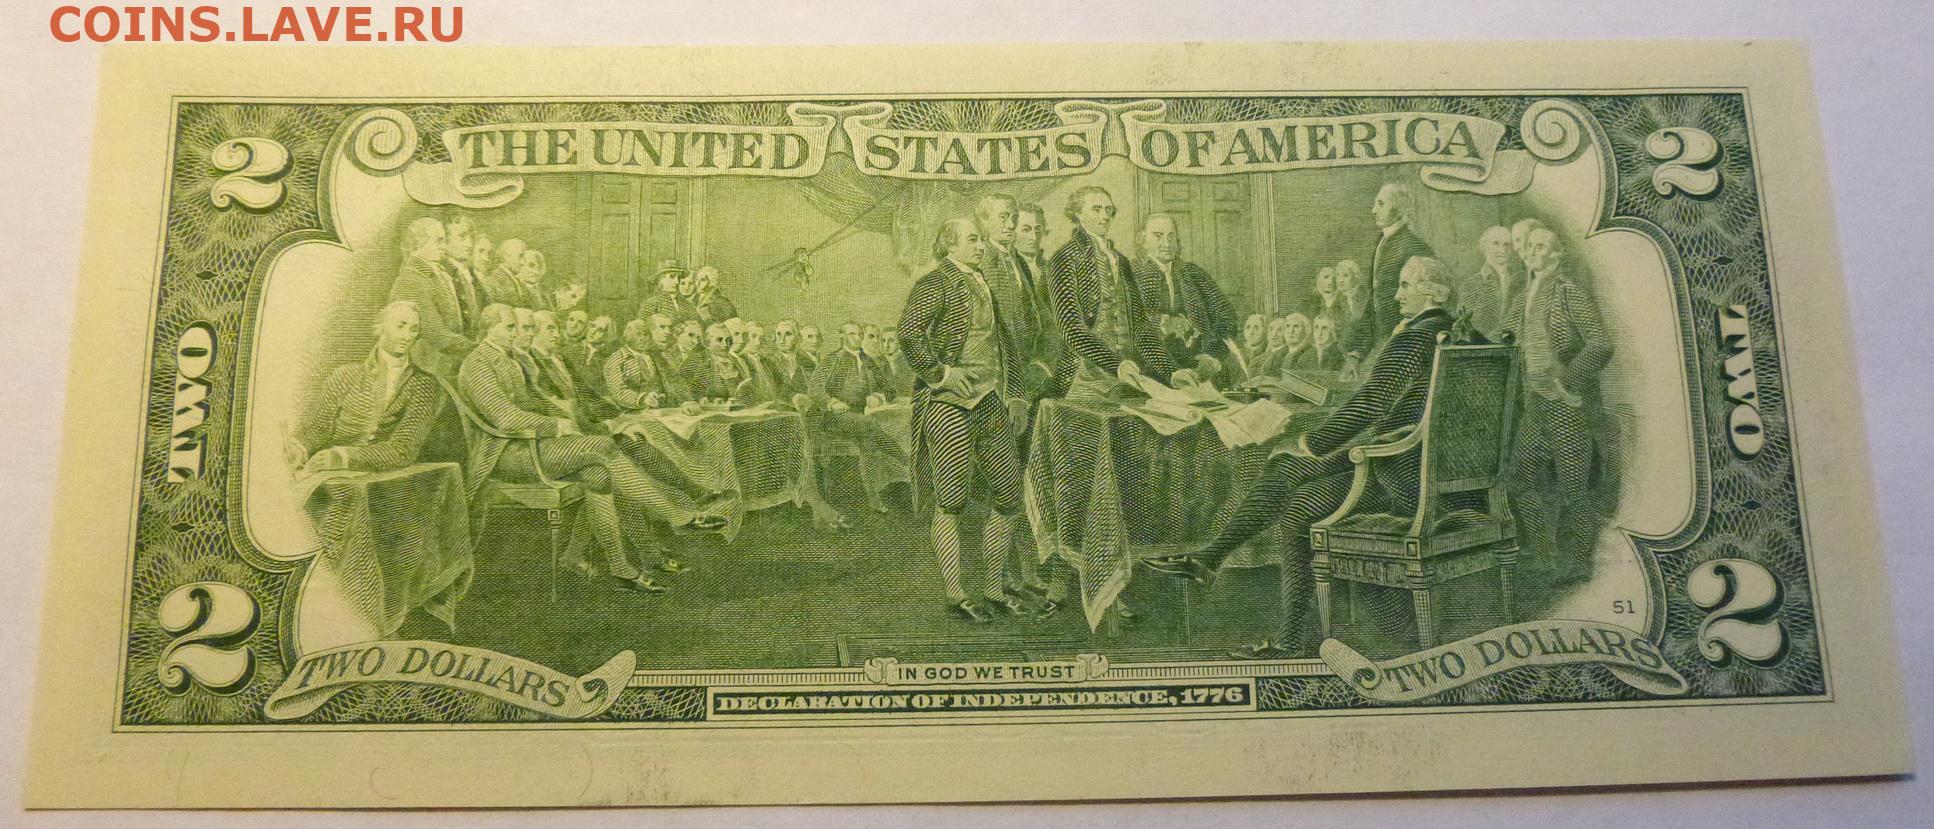 COINS.LAVE.RU
THE UNITED STATES OF AMERICA
2
2
TWO
TWO
2
2
51
TWO DOLLARS
TWO DOLLARS
IN GOD WE TRUST
DECLARATION OF INDEPENDENCE, 1776